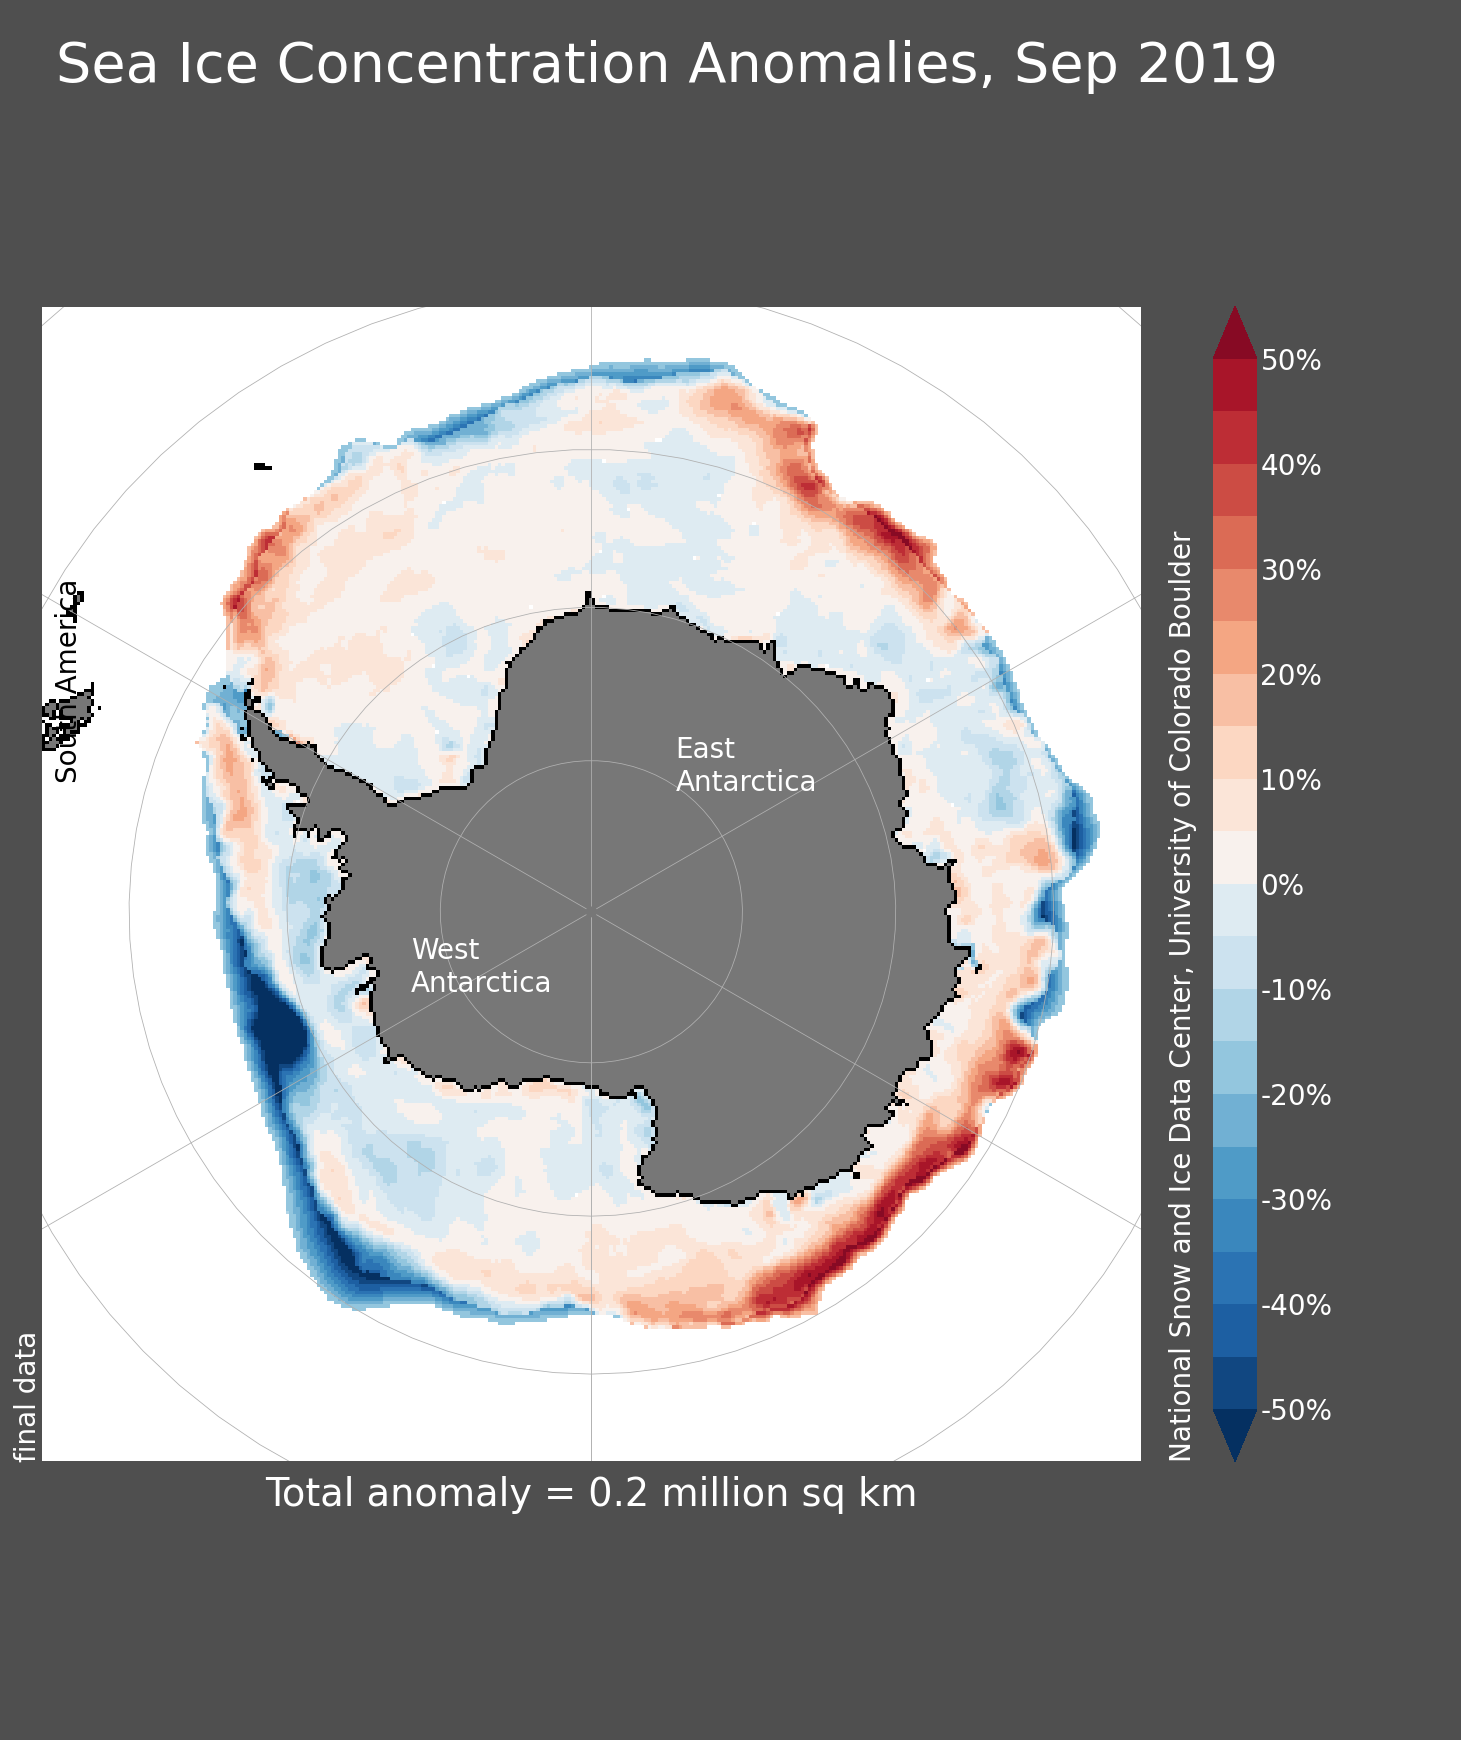 Sea Ice Concentration Anomalies, Sep 2019
South America
East
Antarctica
West
Antarctica
final data
National Snow and Ice Data Center, University of Colorado Boulder
50%
40%
30%
20%
10%
0%
-10%
-20%
-30%
-40%
-50%
Total anomaly = 0.2 million sq km